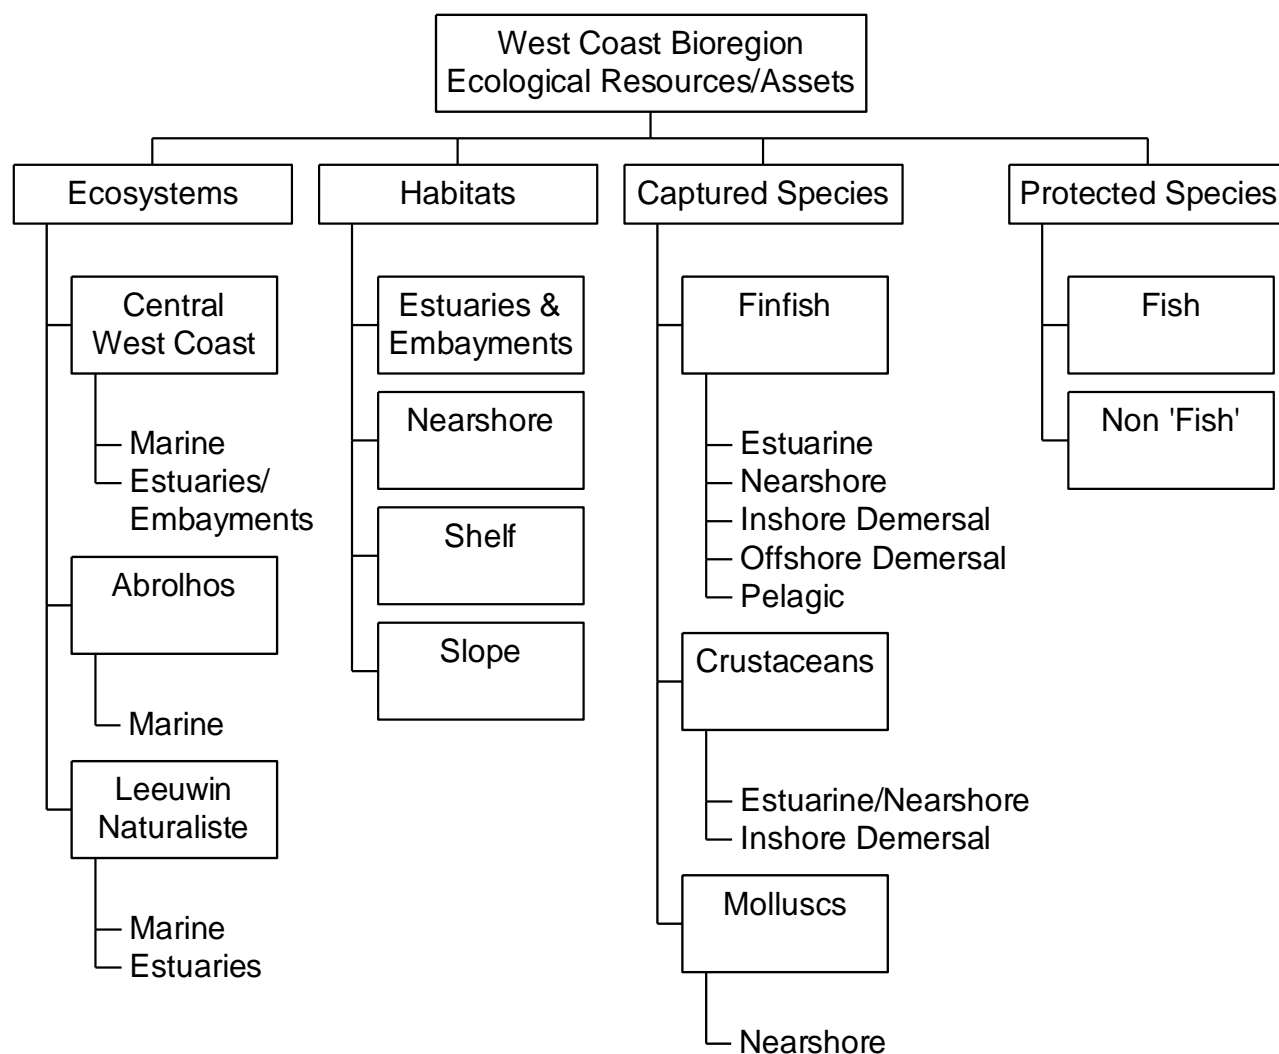 West Coast Bioregion
Ecological Resources/Assets
Ecosystems
Central
West Coast
Marine
Estuaries/
Embayments
Abrolhos
Marine
Leeuwin
Naturaliste
Marine
Estuaries
Habitats
Estuaries &
Embayments
Nearshore
Shelf
Slope
Captured Species
Finfish
Estuarine
Nearshore
Inshore Demersal
Offshore Demersal
Pelagic
Crustaceans
Estuarine/Nearshore
Inshore Demersal
Molluscs
Nearshore
Protected Species
Fish
Non 'Fish'